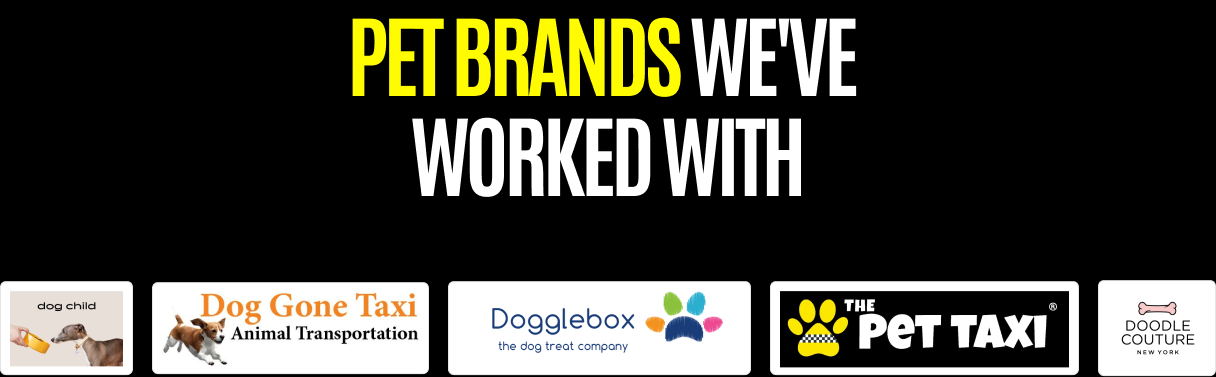 PET BRANDS WE'VE
WORKED WITH
dog child
Dog Gone Taxi
Animal Transportation
Dogglebox
the dog treat company
THE
PET TAXI®
DOODLE
COUTURE
NEW YORK